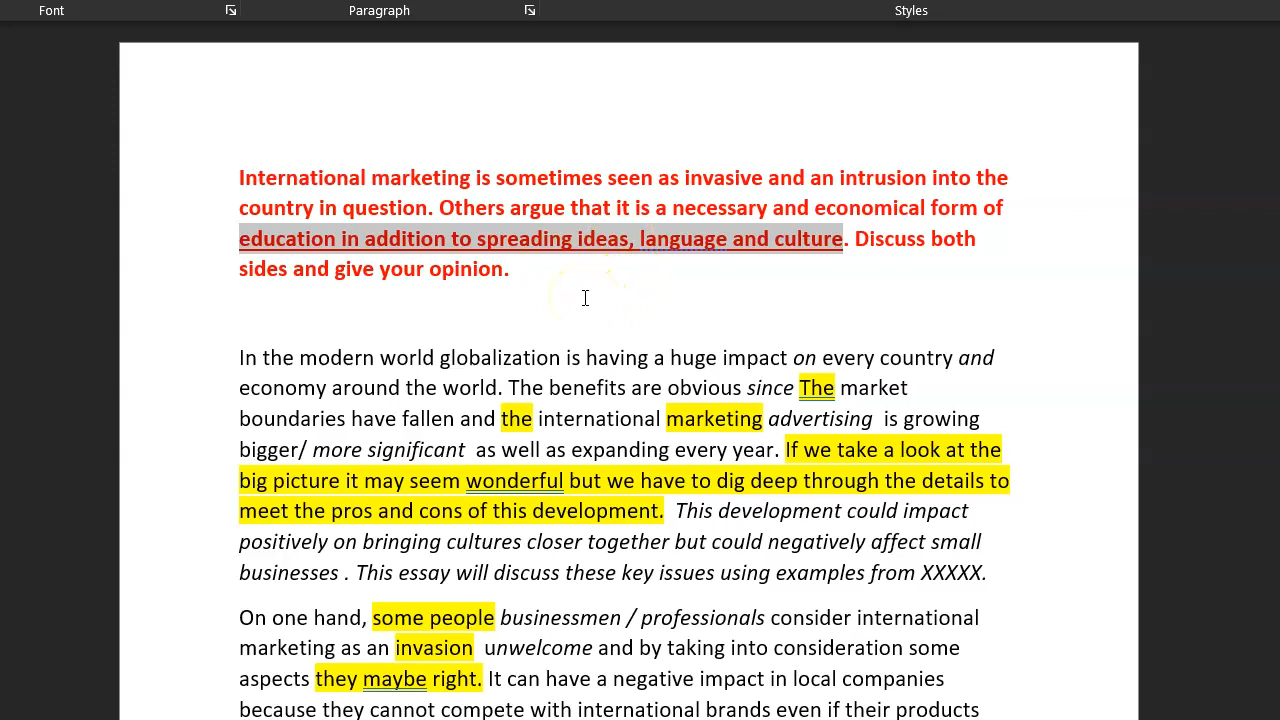 Font Paragraph Styles
International marketing is sometimes seen as invasive and an intrusion into the
country in question. Others argue that it is a necessary and economical form of
education in addition to spreading ideas, language and culture. Discuss both
sides and give your opinion.
In the modern world globalization is having a huge impact on every country and
economy around the world. The benefits are obvious since The market
boundaries have fallen and the international marketing advertising is growing
bigger/ more significant as well as expanding every year. If we take a look at the
big picture it may seem wonderful but we have to dig deep through the details to
meet the pros and cons of this development. This development could impact
positively on bringing cultures closer together but could negatively affect small
businesses . This essay will discuss these key issues using examples from XXXXX.
On one hand, some people businessmen / professionals consider international
marketing as an invasion unwelcome and by taking into consideration some
aspects they maybe right. It can have a negative impact in local companies
because they cannot compete with international brands even if their products